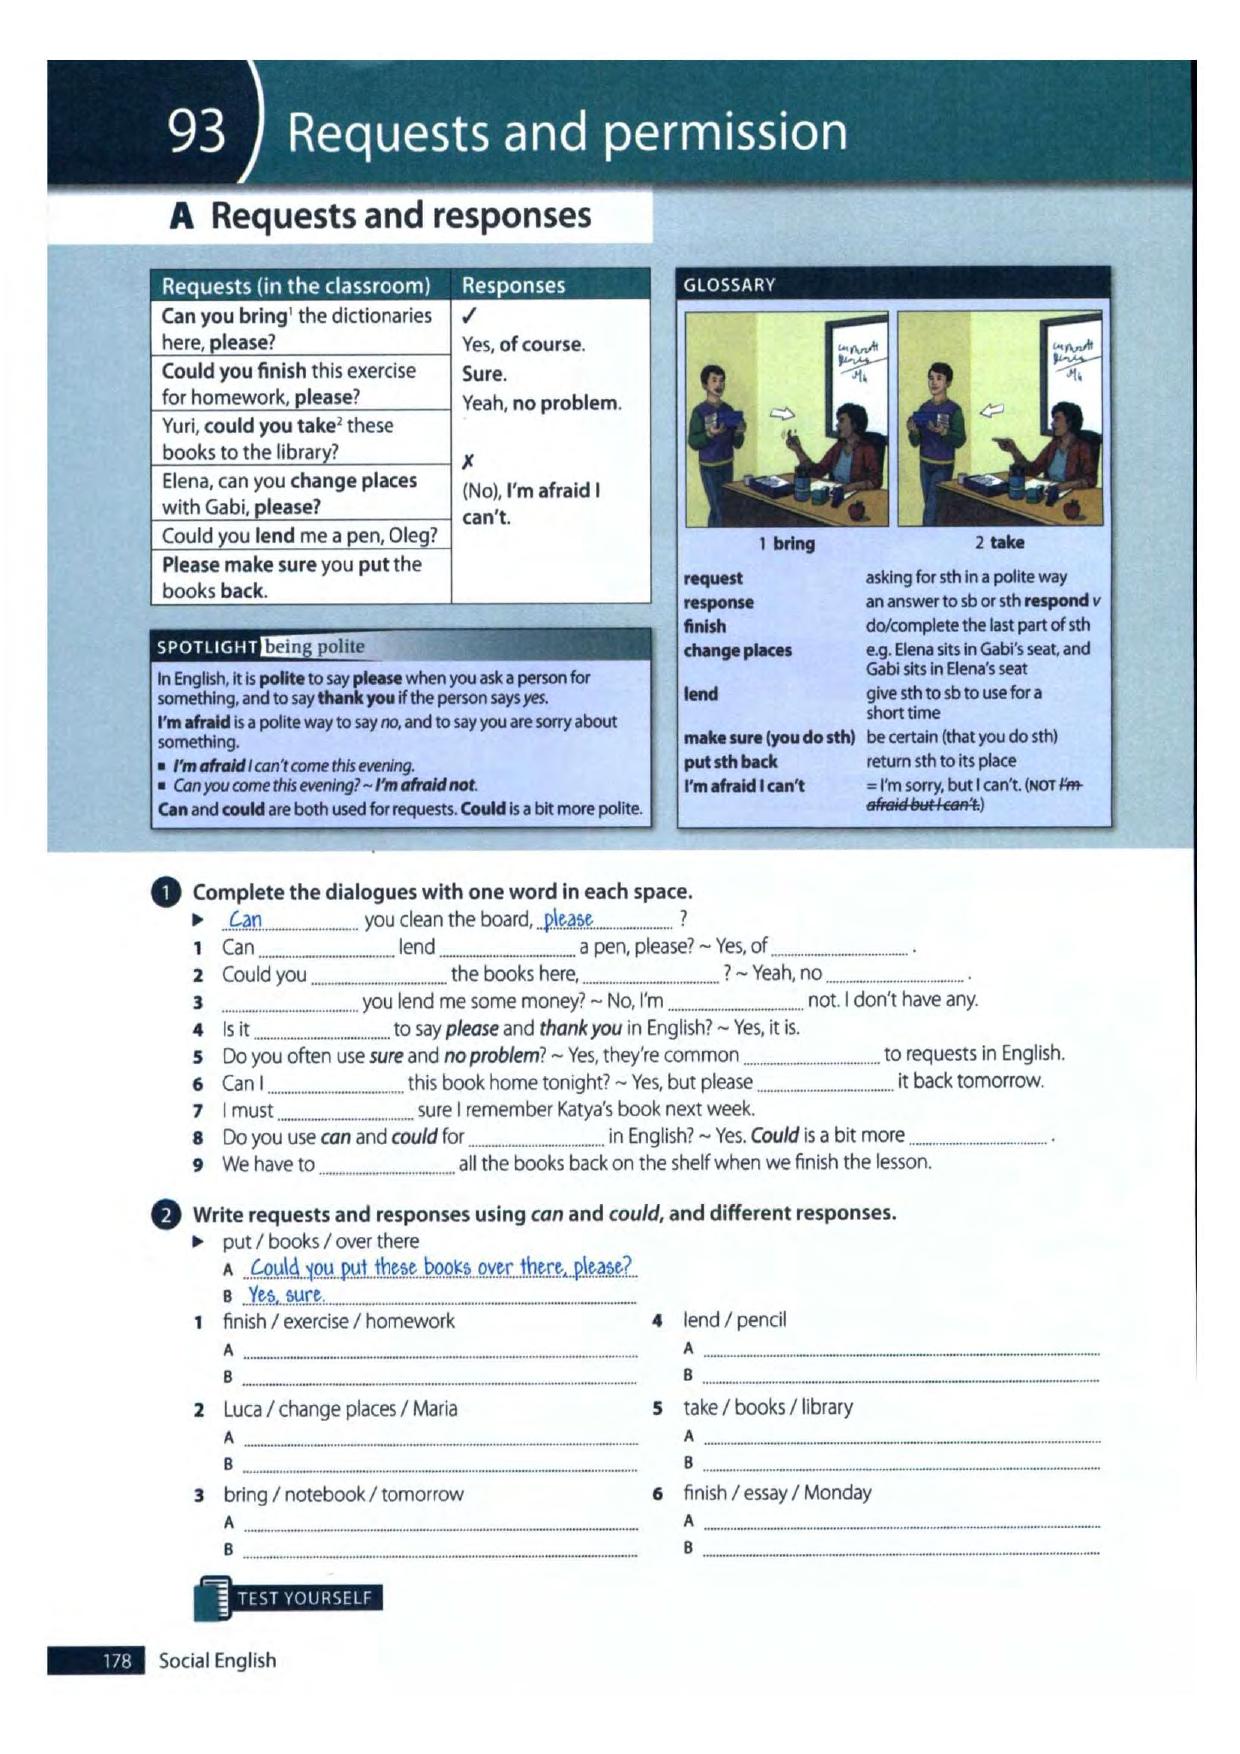 93 Requests and permission
A Requests and responses
Requests (in the classroom)
Can you bring¹ the dictionaries
here, please?
Could you finish this exercise
for homework, please?
Yuri, could you take² these
books to the library?
Elena, can you change places
with Gabi, please?
Could you lend me a pen, Oleg?
Please make sure you put the
books back.
Responses
✓
Yes, of course.
Sure.
Yeah, no problem.
✗
(No), I'm afraid I
can't.
SPOTLIGHT being polite
In English, it is polite to say please when you ask a person for
something, and to say thank you if the person says yes.
I'm afraid is a polite way to say no, and to say you are sorry about
something.
▪ I'm afraid I can't come this evening.
▪ Can you come this evening? ~ I'm afraid not.
Can and could are both used for requests. Could is a bit more polite.
GLOSSARY
1 bring 2 take
request asking for sth in a polite way
response an answer to sb or sth respond v
finish do/complete the last part of sth
change places e.g. Elena sits in Gabi's seat, and
Gabi sits in Elena's seat
lend give sth to sb to use for a
short time
make sure (you do sth) be certain (that you do sth)
put sth back return sth to its place
I'm afraid I can't = I'm sorry, but I can't. (NOT I'm
afraid but I can't.)
1 Complete the dialogues with one word in each space.
► Can you clean the board, please ?
1 Can lend a pen, please? ~ Yes, of .
2 Could you the books here, ? ~ Yeah, no .
3 you lend me some money? ~ No, I'm not. I don't have any.
4 Is it to say please and thank you in English? ~ Yes, it is.
5 Do you often use sure and no problem? ~ Yes, they're common to requests in English.
6 Can I this book home tonight? ~ Yes, but please it back tomorrow.
7 I must sure I remember Katya's book next week.
8 Do you use can and could for in English? ~ Yes. Could is a bit more .
9 We have to all the books back on the shelf when we finish the lesson.
2 Write requests and responses using can and could, and different responses.
► put / books / over there
A Could you put these books over there, please?
B Yes, sure.
1 finish / exercise / homework
A
B
2 Luca / change places / Maria
A
B
3 bring / notebook / tomorrow
A
B
4 lend / pencil
A
B
5 take / books / library
A
B
6 finish / essay / Monday
A
B
TEST YOURSELF
178 Social English